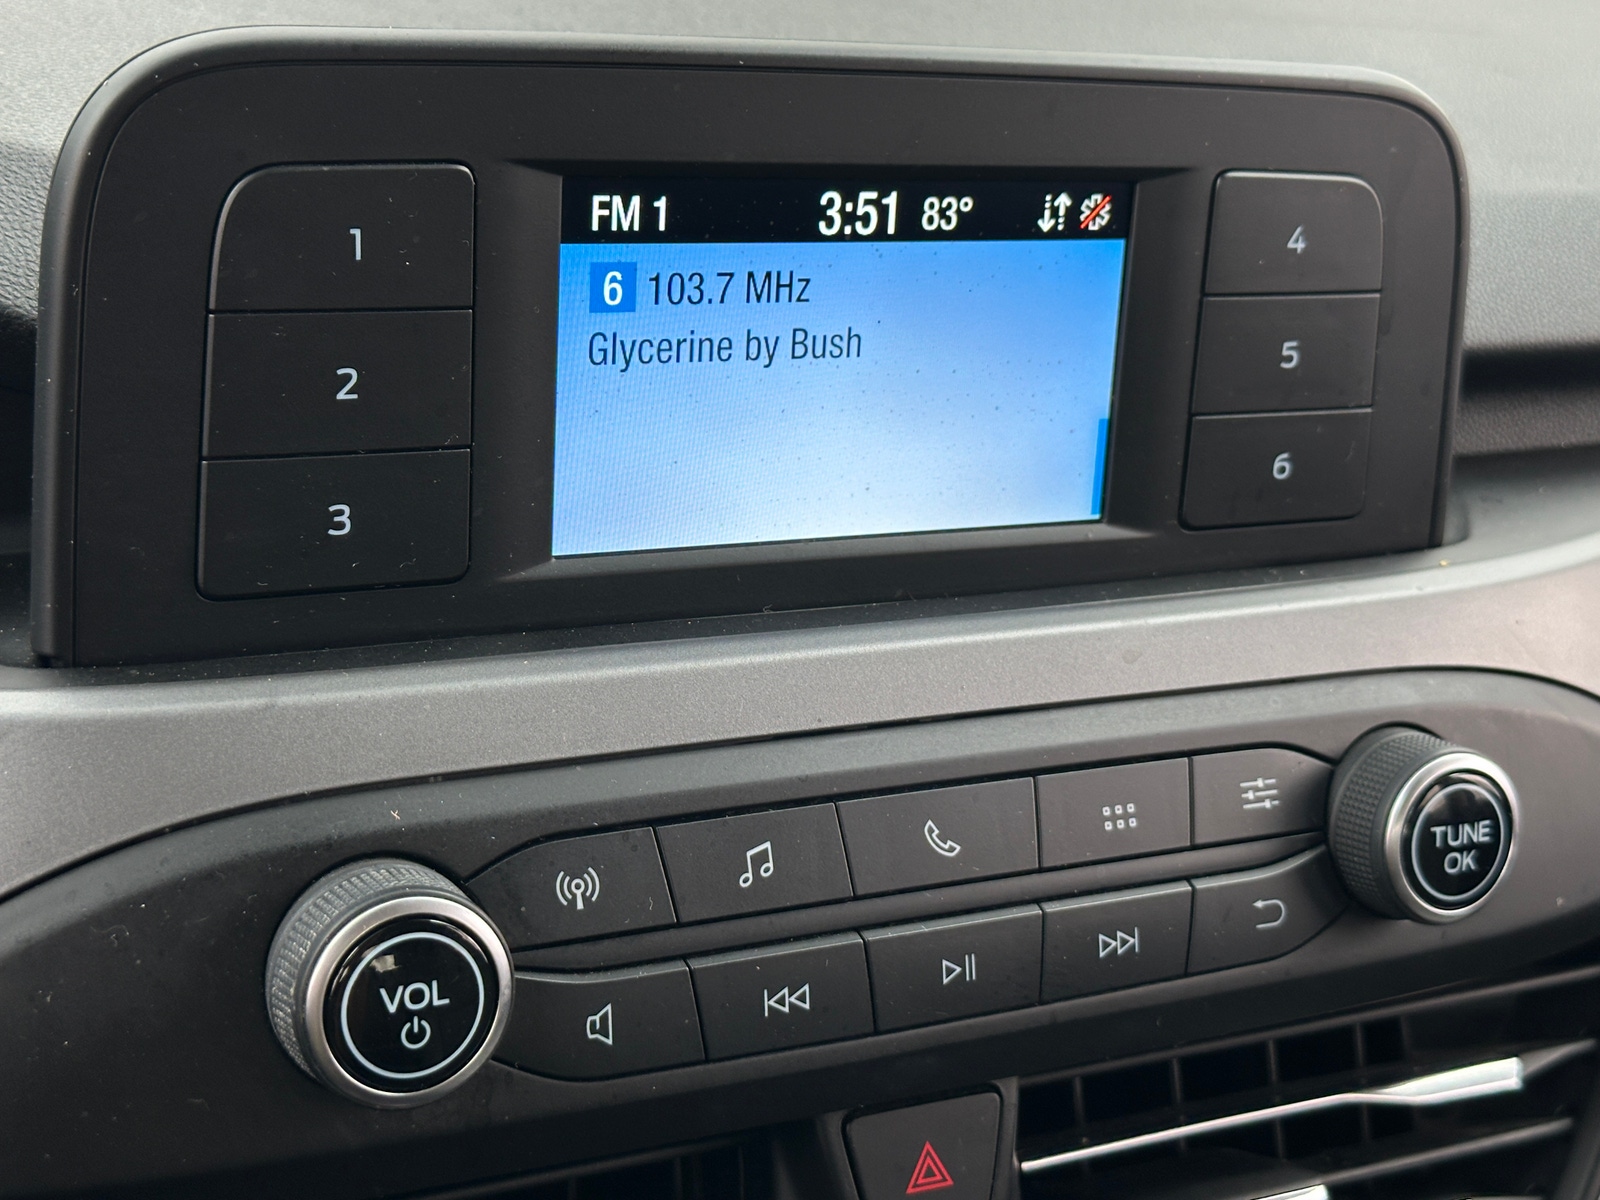 FM 1 3:51 83°
6 103.7 MHz
Glycerine by Bush
1
2
3
4
5
6
VOL
TUNE
OK